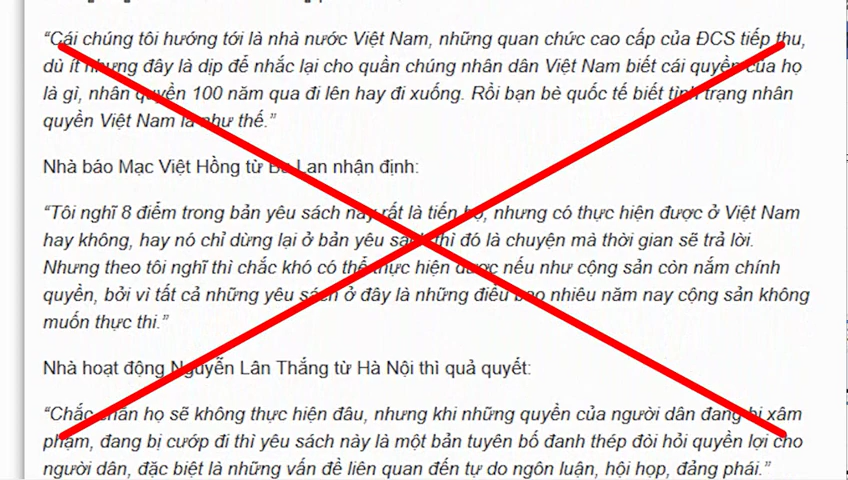 “Cái chúng tôi hướng tới là nhà nước Việt Nam, những quan chức cao cấp của ĐCS tiếp thu,
dù ít nhưng đây là dịp để nhắc lại cho quần chúng nhân dân Việt Nam biết cái quyền của họ
là gì, nhân quyền 100 năm qua đi lên hay đi xuống. Rồi bạn bè quốc tế biết tình trạng nhân
quyền Việt Nam là như thế.”
Nhà báo Mạc Việt Hồng từ Ba Lan nhận định:
“Tôi nghĩ 8 điểm trong bản yêu sách này rất là tiến bộ, nhưng có thực hiện được ở Việt Nam
hay không, hay nó chỉ dừng lại ở bản yêu sách thì đó là chuyện mà thời gian sẽ trả lời.
Nhưng theo tôi nghĩ thì chắc khó có thể thực hiện được nếu như cộng sản còn nắm chính
quyền, bởi vì tất cả những yêu sách ở đây là những điều bao nhiêu năm nay cộng sản không
muốn thực thi.”
Nhà hoạt động Nguyễn Lân Thắng từ Hà Nội thì quả quyết:
“Chắc chắn họ sẽ không thực hiện đâu, nhưng khi những quyền của người dân đang bị xâm
phạm, đang bị cướp đi thì yêu sách này là một bản tuyên bố đanh thép đòi hỏi quyền lợi cho
người dân, đặc biệt là những vấn đề liên quan đến tự do ngôn luận, hội họp, đảng phái.”